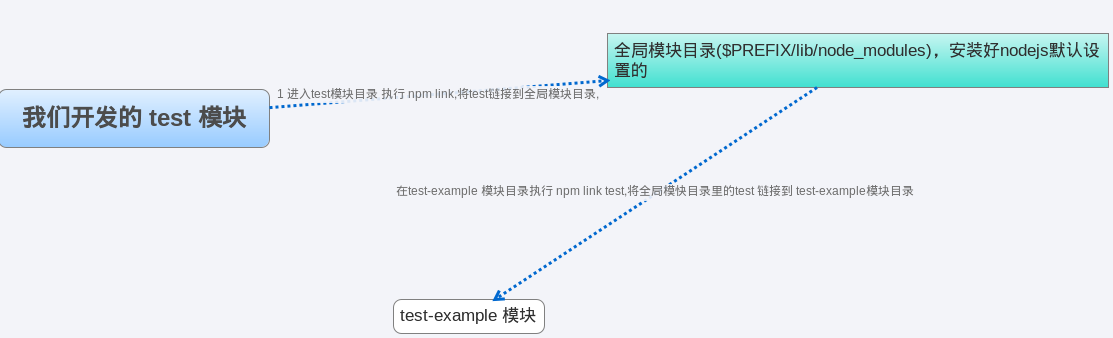 全局模块目录($PREFIX/lib/node_modules)，安装好nodejs默认设
置的
1 进入test模块目录 执行 npm link,将test链接到全局模块目录,
我们开发的 test 模块
在test-example 模块目录执行 npm link test,将全局模快目录里的test 链接到 test-example模块目录
test-example 模块